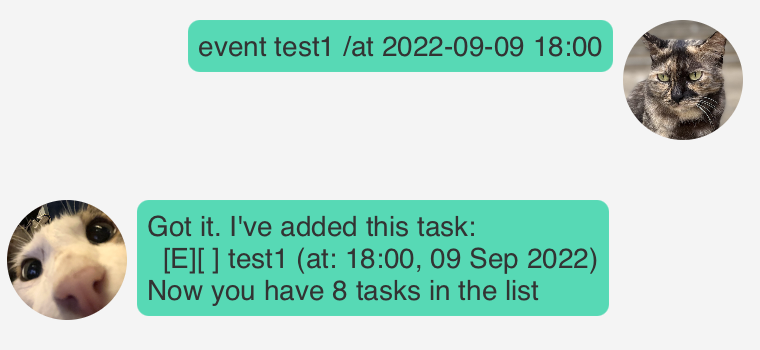 event test1 /at 2022-09-09 18:00
Got it. I've added this task:
[E][ ] test1 (at: 18:00, 09 Sep 2022)
Now you have 8 tasks in the list